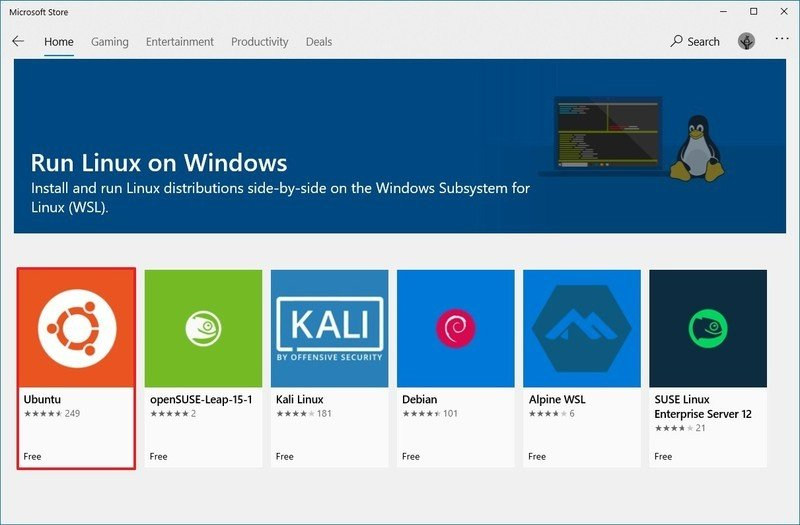 Microsoft Store
Home Gaming Entertainment Productivity Deals Search
Run Linux on Windows
Install and run Linux distributions side-by-side on the Windows Subsystem for
Linux (WSL).
KALI
BY OFFENSIVE SECURITY
Ubuntu
249
Free
openSUSE-Leap-15-1
2
Free
Kali Linux
181
Free
Debian
101
Free
Alpine WSL
6
Free
SUSE Linux
Enterprise Server 12
21
Free